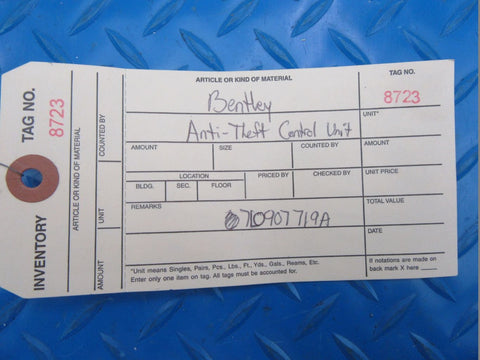 TAG NO.
8723
INVENTORY
ARTICLE OR KIND OF MATERIAL
COUNTED BY
UNIT
AMOUNT
ARTICLE OR KIND OF MATERIAL
Bentley
Anti-Theft Control Unit
TAG NO.
8723
UNIT*
AMOUNT SIZE COUNTED BY AMOUNT
LOCATION PRICED BY CHECKED BY UNIT PRICE
BLDG. SEC. FLOOR
REMARKS TOTAL VALUE
7L0907719A
DATE
*Unit means Singles, Pairs, Pcs., Lbs., Ft., Yds., Gals., Reams, Etc.
Enter only one item on tag. All tags must be accounted for.
If notations are made on
back mark X here ____